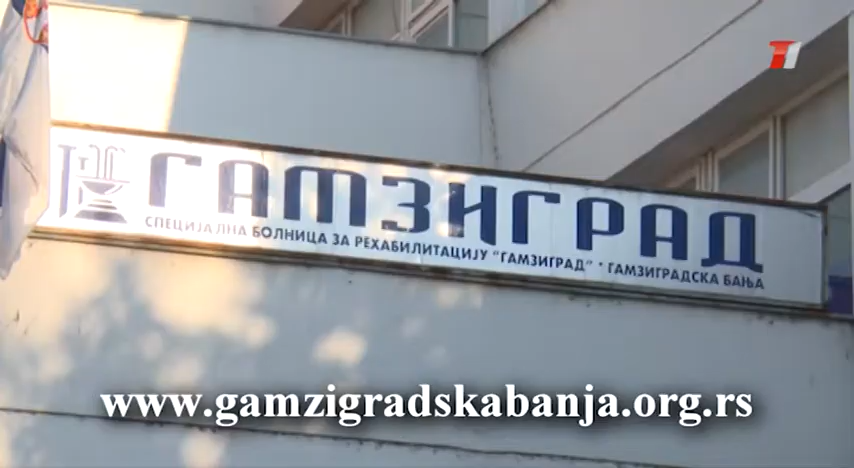 ГАМЗИГРАД
СПЕЦИЈАЛНА БОЛНИЦА ЗА РЕХАБИЛИТАЦИЈУ "ГАМЗИГРАД" · ГАМЗИГРАДСКА БАЊА
www.gamzigradskabanja.org.rs